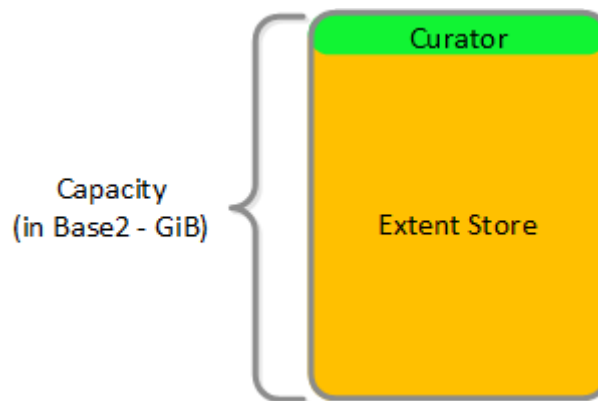 Curator
Capacity
(in Base2 - GiB)
Extent Store